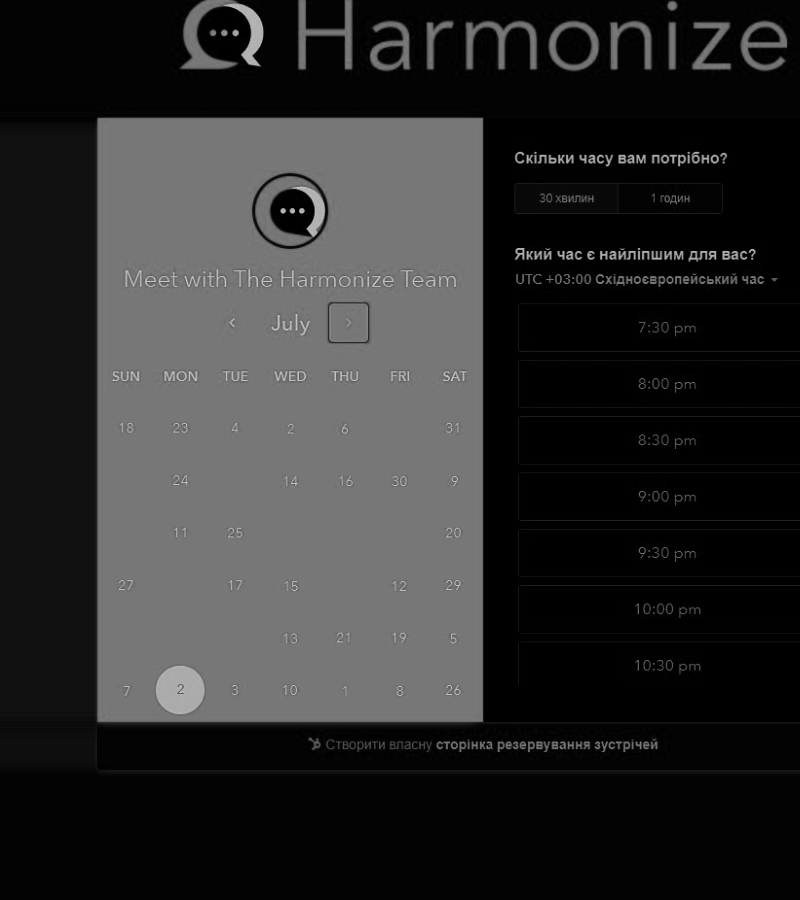 Harmonize
Meet with The Harmonize Team
July
SUN MON TUE WED THU FRI SAT
18 23 4 2 6 31
24 14 16 30 9
11 25 20
27 17 15 12 29
13 21 19 5
7 2 3 10 1 8 26
Скільки часу вам потрібно?
30 хвилин 1 годин
Який час є найліпшим для вас?
UTC +03:00 Східноєвропейський час
7:30 pm
8:00 pm
8:30 pm
9:00 pm
9:30 pm
10:00 pm
10:30 pm
Створити власну сторінка резервування зустрічей